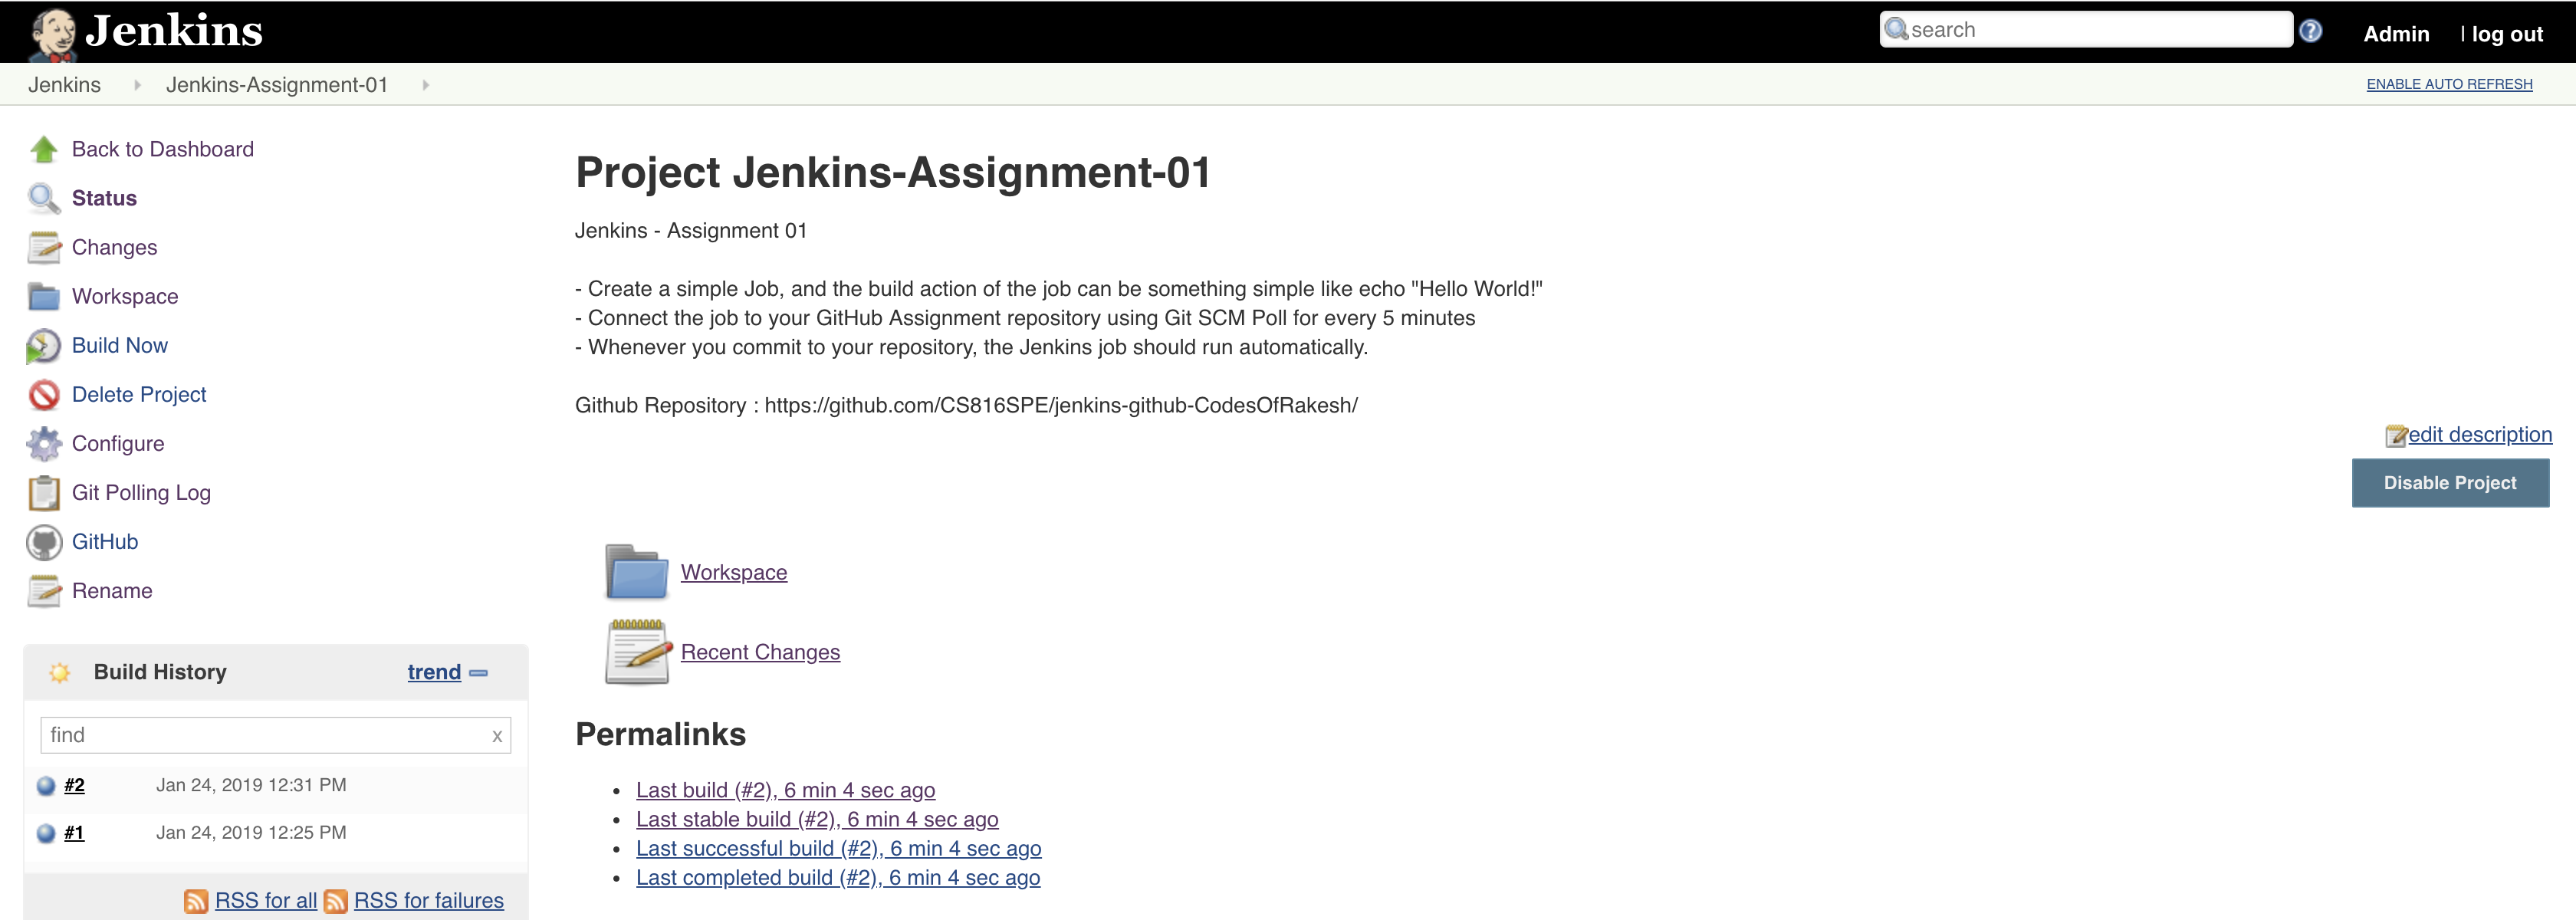 Jenkins
search
?
Admin | log out
Jenkins
Jenkins-Assignment-01
ENABLE AUTO REFRESH
Back to Dashboard
Status
Changes
Workspace
Build Now
Delete Project
Configure
Git Polling Log
GitHub
Rename
Build History trend
find x
#2 Jan 24, 2019 12:31 PM
#1 Jan 24, 2019 12:25 PM
RSS for all RSS for failures
Project Jenkins-Assignment-01
Jenkins - Assignment 01
- Create a simple Job, and the build action of the job can be something simple like echo "Hello World!"
- Connect the job to your GitHub Assignment repository using Git SCM Poll for every 5 minutes
- Whenever you commit to your repository, the Jenkins job should run automatically.
Github Repository : https://github.com/CS816SPE/jenkins-github-CodesOfRakesh/
edit description
Disable Project
Workspace
Recent Changes
Permalinks
• Last build (#2), 6 min 4 sec ago
• Last stable build (#2), 6 min 4 sec ago
• Last successful build (#2), 6 min 4 sec ago
• Last completed build (#2), 6 min 4 sec ago